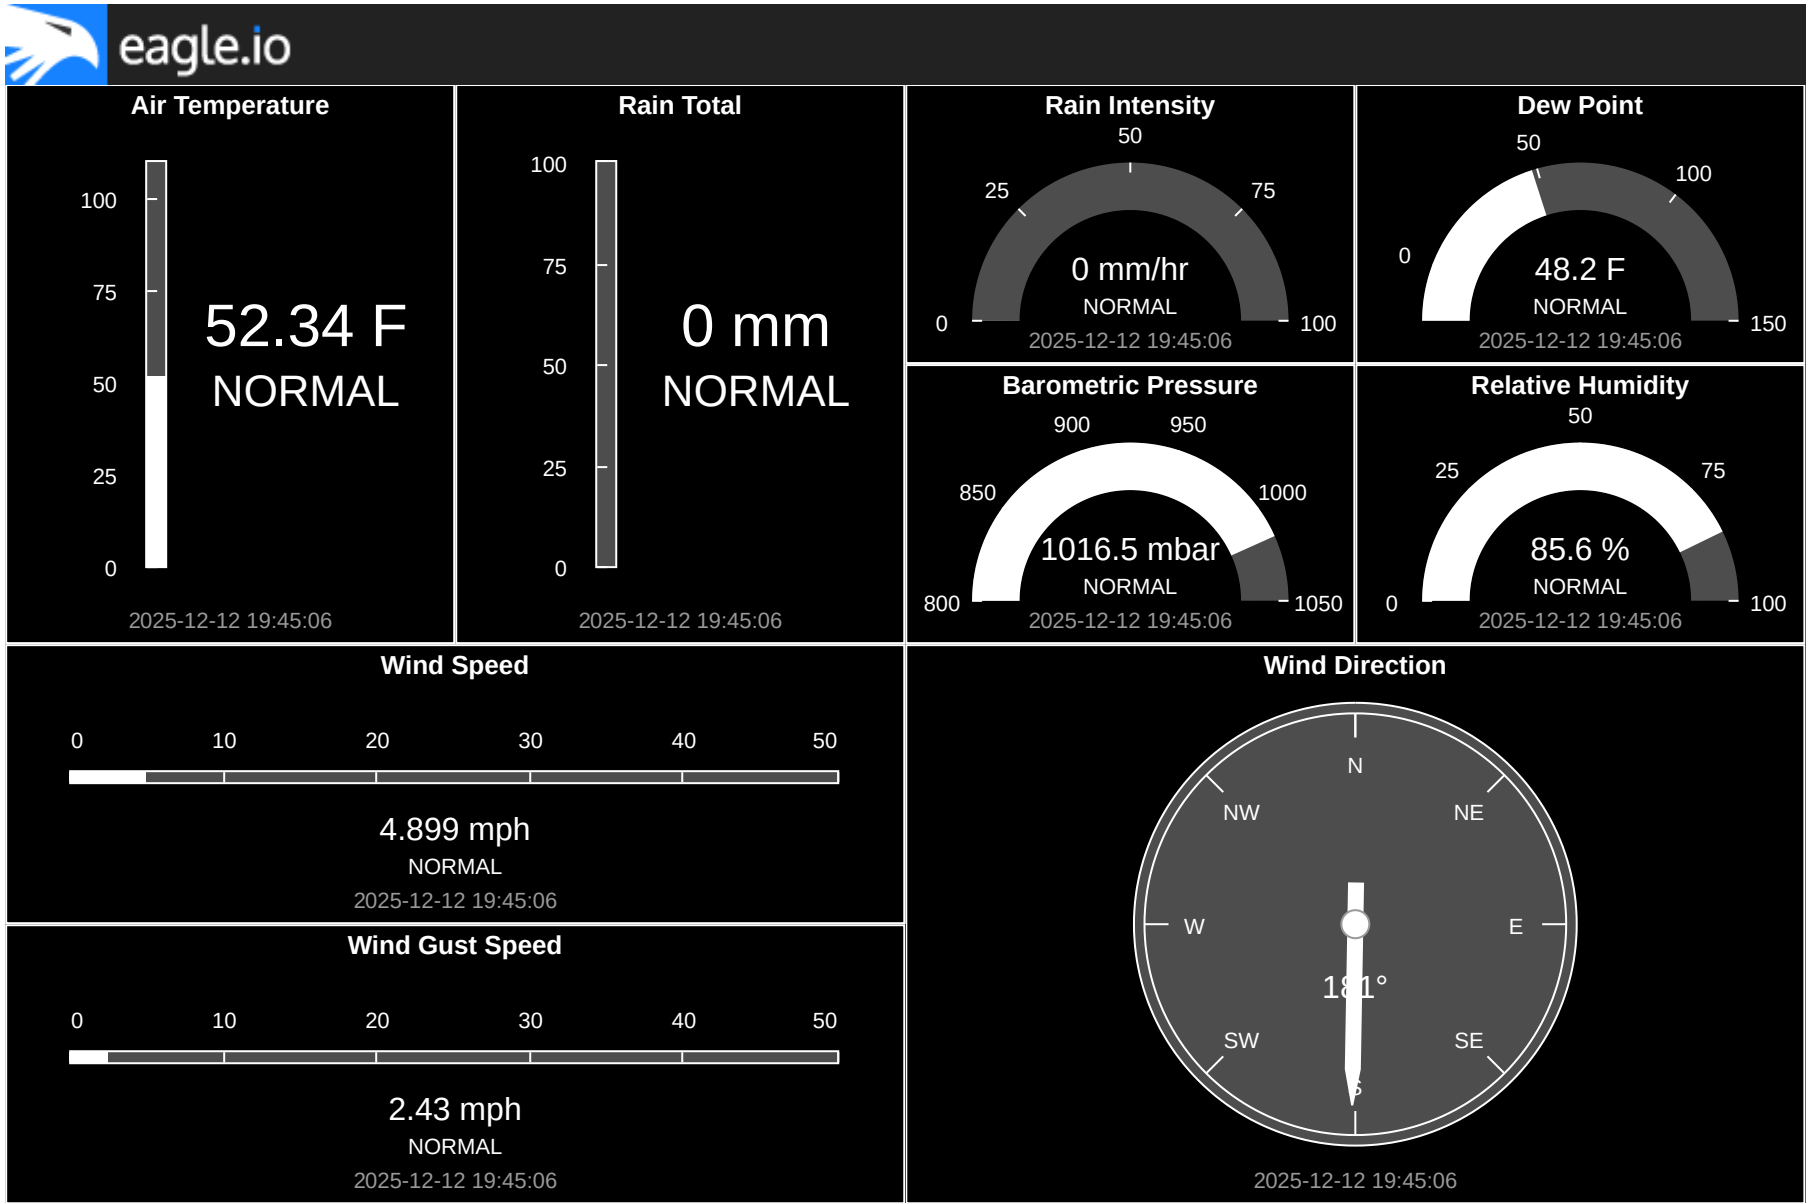 eagle.io
Air Temperature
100
75
50
25
0
52.34 F
NORMAL
2025-12-12 19:45:06
Rain Total
100
75
50
25
0
0 mm
NORMAL
2025-12-12 19:45:06
Rain Intensity
0
25
50
75
100
0 mm/hr
NORMAL
2025-12-12 19:45:06
Dew Point
0
50
100
150
48.2 F
NORMAL
2025-12-12 19:45:06
Barometric Pressure
800
850
900
950
1000
1050
1016.5 mbar
NORMAL
2025-12-12 19:45:06
Relative Humidity
0
25
50
75
100
85.6 %
NORMAL
2025-12-12 19:45:06
Wind Speed
0 10 20 30 40 50
4.899 mph
NORMAL
2025-12-12 19:45:06
Wind Gust Speed
0 10 20 30 40 50
2.43 mph
NORMAL
2025-12-12 19:45:06
Wind Direction
N
NW NE
W E
181°
SW SE
S
2025-12-12 19:45:06